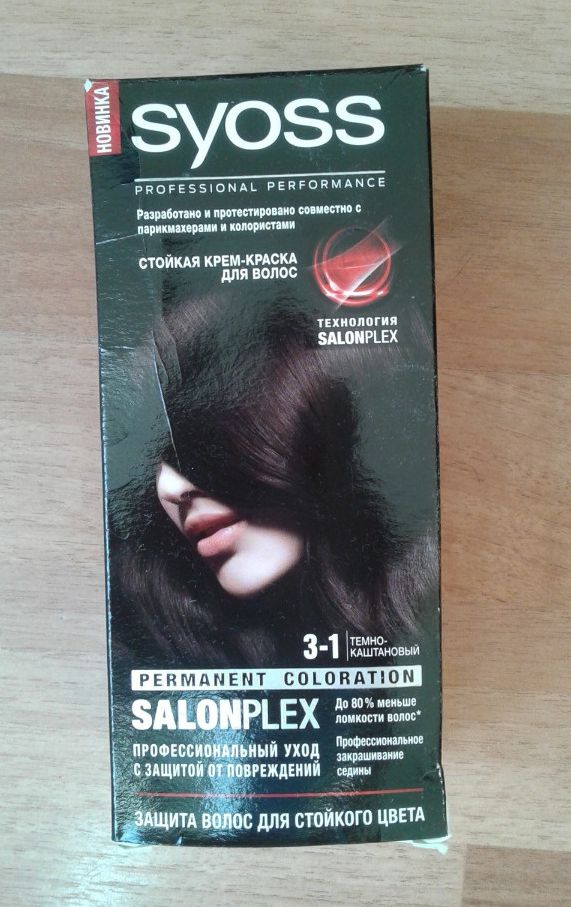 НОВИНКА
syoss
PROFESSIONAL PERFORMANCE
Разработано и протестировано совместно с
парикмахерами и колористами
СТОЙКАЯ КРЕМ-КРАСКА
ДЛЯ ВОЛОС
ТЕХНОЛОГИЯ
SALONPLEX
3-1 ТЕМНО-
КАШТАНОВЫЙ
PERMANENT COLORATION
SALONPLEX
До 80% меньше
ломкости волос*
ПРОФЕССИОНАЛЬНЫЙ УХОД
С ЗАЩИТОЙ ОТ ПОВРЕЖДЕНИЙ
Профессиональное
закрашивание
седины
ЗАЩИТА ВОЛОС ДЛЯ СТОЙКОГО ЦВЕТА